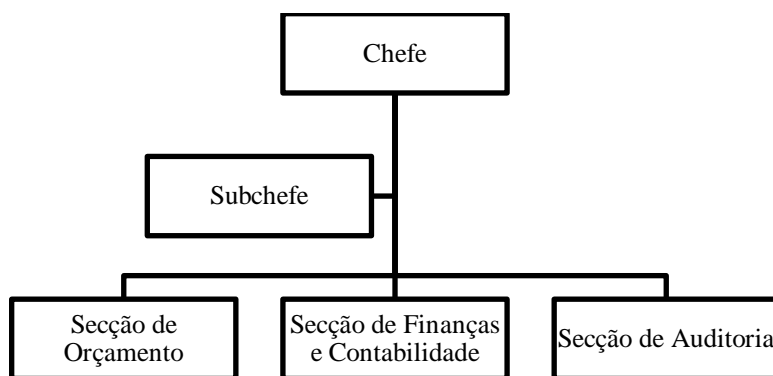 Chefe
Subchefe
Secção de
Orçamento
Secção de Finanças
e Contabilidade
Secção de Auditoria